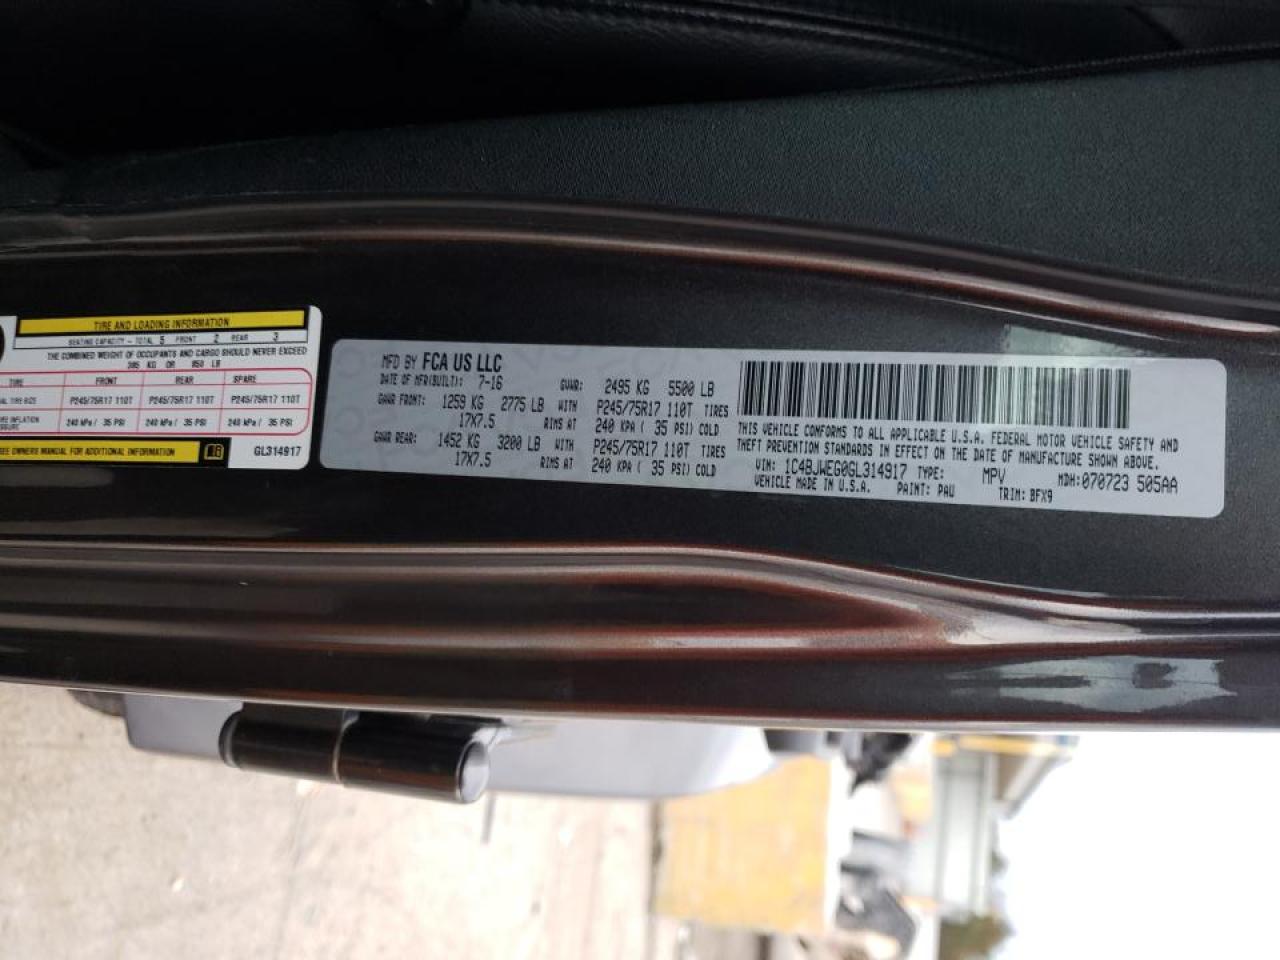 TIRE AND LOADING INFORMATION
SEATING CAPACITY - TOTAL 5 FRONT 2 REAR 3
THE COMBINED WEIGHT OF OCCUPANTS AND CARGO SHOULD NEVER EXCEED
385 KG OR 850 LB
TIRE FRONT REAR SPARE
AL TIRE SIZE P245/75R17 110T P245/75R17 110T P245/75R17 110T
240 kPa / 35 PSI 240 kPa / 35 PSI 240 kPa / 35 PSI
SEE OWNERS MANUAL FOR ADDITIONAL INFORMATION
GL314917
MFD BY FCA US LLC
DATE OF MFR(BUILT): 7-16 GVWR: 2495 KG 5500 LB
GAWR FRONT: 1259 KG 2775 LB WITH P245/75R17 110T TIRES
17X7.5 RIMS AT 240 KPA ( 35 PSI) COLD
GAWR REAR: 1452 KG 3200 LB WITH P245/75R17 110T TIRES
17X7.5 RIMS AT 240 KPA ( 35 PSI) COLD
THIS VEHICLE CONFORMS TO ALL APPLICABLE U.S.A. FEDERAL MOTOR VEHICLE SAFETY AND
THEFT PREVENTION STANDARDS IN EFFECT ON THE DATE OF MANUFACTURE SHOWN ABOVE.
VIN: 1C4BJWEG0GL314917 TYPE: MPV MDH:070723 505AA
VEHICLE MADE IN U.S.A. PAINT: PAU TRIM: BFX9